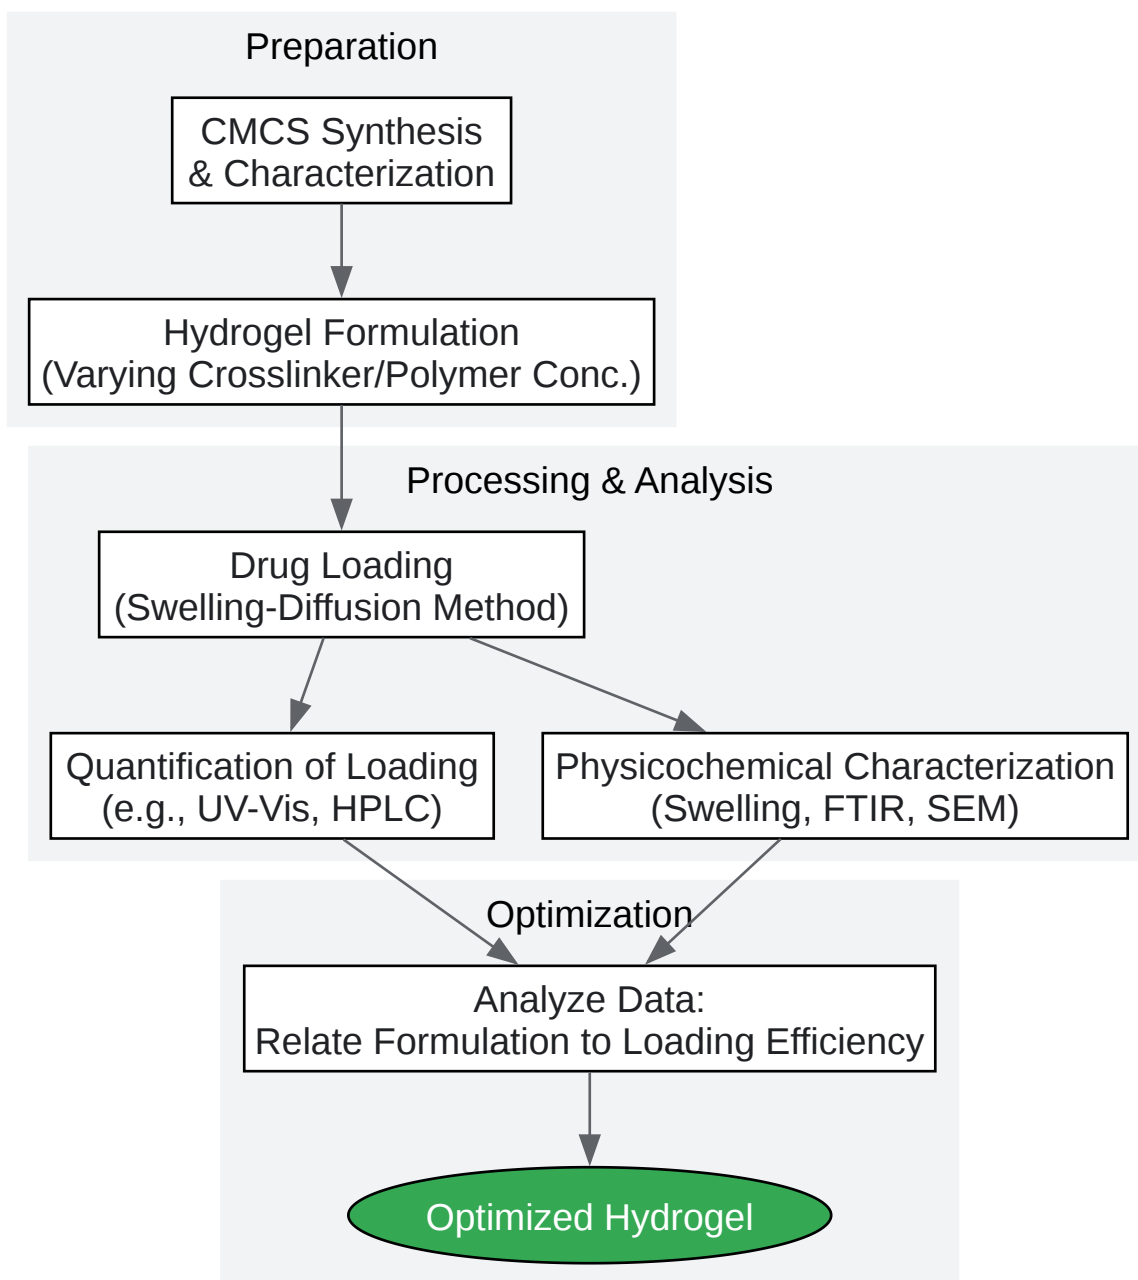 Preparation
CMCS Synthesis
& Characterization
Hydrogel Formulation
(Varying Crosslinker/Polymer Conc.)
Processing & Analysis
Drug Loading
(Swelling-Diffusion Method)
Quantification of Loading
(e.g., UV-Vis, HPLC)
Physicochemical Characterization
(Swelling, FTIR, SEM)
Optimization
Analyze Data:
Relate Formulation to Loading Efficiency
Optimized Hydrogel